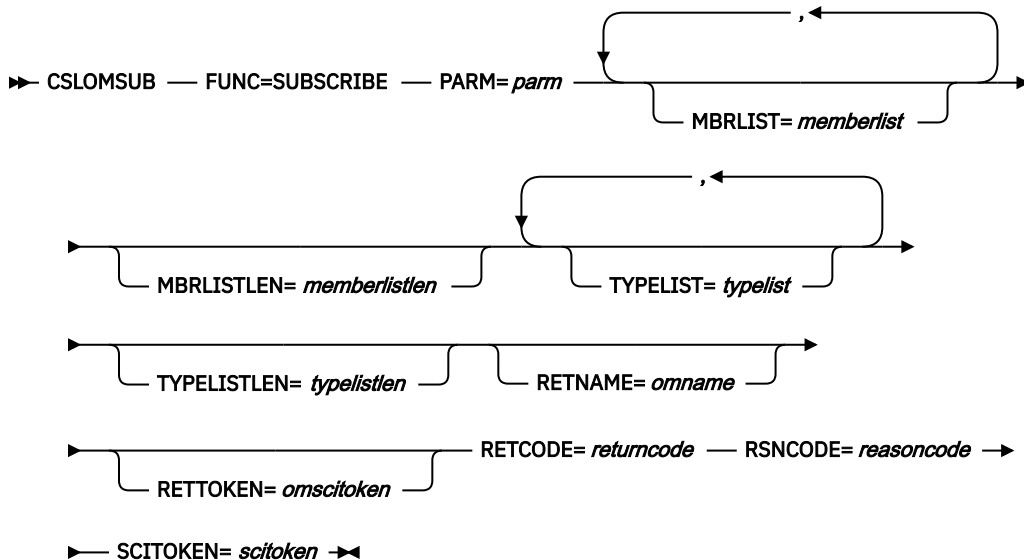 ,
CSLOMSUB FUNC=SUBSCRIBE PARM= parm
MBRLIST= memberlist
,
MBRLISTLEN= memberlistlen TYPELIST= typelist
TYPELISTLEN= typelistlen RETNAME= omname
RETCODE= returncode RSNCODE= reasoncode
RETTOKEN= omscitoken
SCITOKEN= scitoken